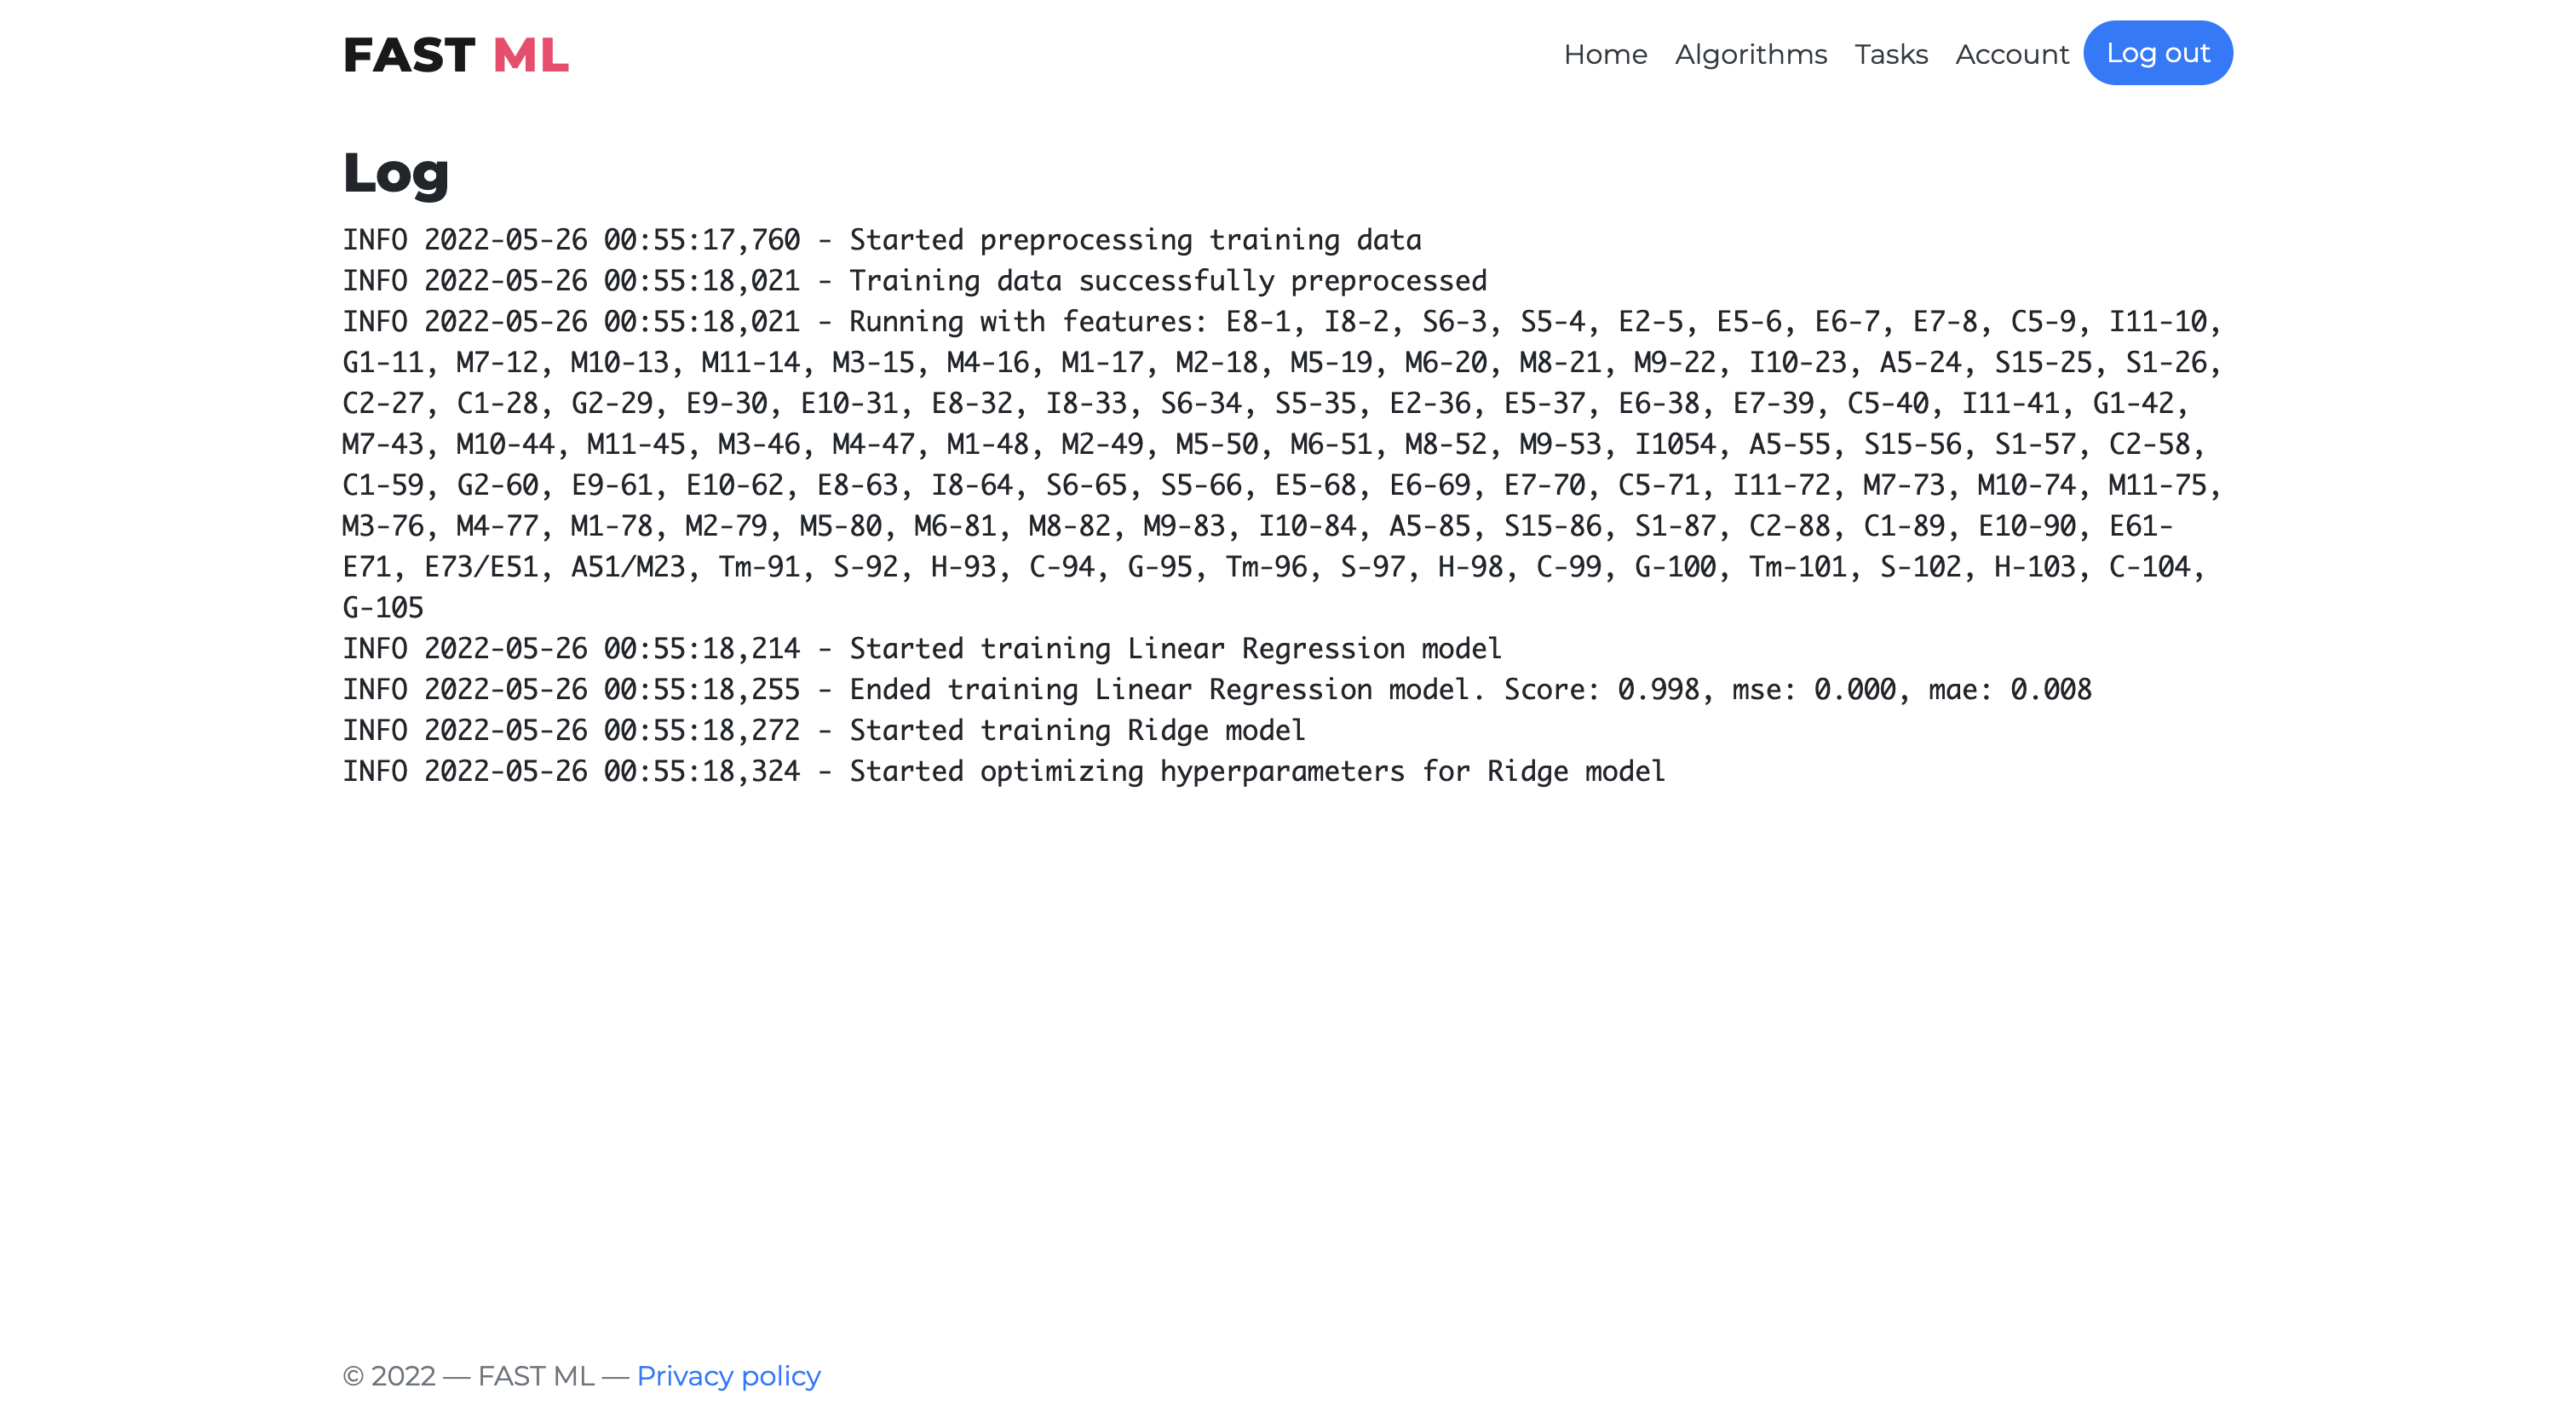 FAST ML
Home Algorithms Tasks Account Log out
Log
INFO 2022-05-26 00:55:17,760 - Started preprocessing training data
INFO 2022-05-26 00:55:18,021 - Training data successfully preprocessed
INFO 2022-05-26 00:55:18,021 - Running with features: E8-1, I8-2, S6-3, S5-4, E2-5, E5-6, E6-7, E7-8, C5-9, I11-10,
G1-11, M7-12, M10-13, M11-14, M3-15, M4-16, M1-17, M2-18, M5-19, M6-20, M8-21, M9-22, I10-23, A5-24, S15-25, S1-26,
C2-27, C1-28, G2-29, E9-30, E10-31, E8-32, I8-33, S6-34, S5-35, E2-36, E5-37, E6-38, E7-39, C5-40, I11-41, G1-42,
M7-43, M10-44, M11-45, M3-46, M4-47, M1-48, M2-49, M5-50, M6-51, M8-52, M9-53, I1054, A5-55, S15-56, S1-57, C2-58,
C1-59, G2-60, E9-61, E10-62, E8-63, I8-64, S6-65, S5-66, E5-68, E6-69, E7-70, C5-71, I11-72, M7-73, M10-74, M11-75,
M3-76, M4-77, M1-78, M2-79, M5-80, M6-81, M8-82, M9-83, I10-84, A5-85, S15-86, S1-87, C2-88, C1-89, E10-90, E61-
E71, E73/E51, A51/M23, Tm-91, S-92, H-93, C-94, G-95, Tm-96, S-97, H-98, C-99, G-100, Tm-101, S-102, H-103, C-104,
G-105
INFO 2022-05-26 00:55:18,214 - Started training Linear Regression model
INFO 2022-05-26 00:55:18,255 - Ended training Linear Regression model. Score: 0.998, mse: 0.000, mae: 0.008
INFO 2022-05-26 00:55:18,272 - Started training Ridge model
INFO 2022-05-26 00:55:18,324 - Started optimizing hyperparameters for Ridge model
© 2022 — FAST ML — Privacy policy